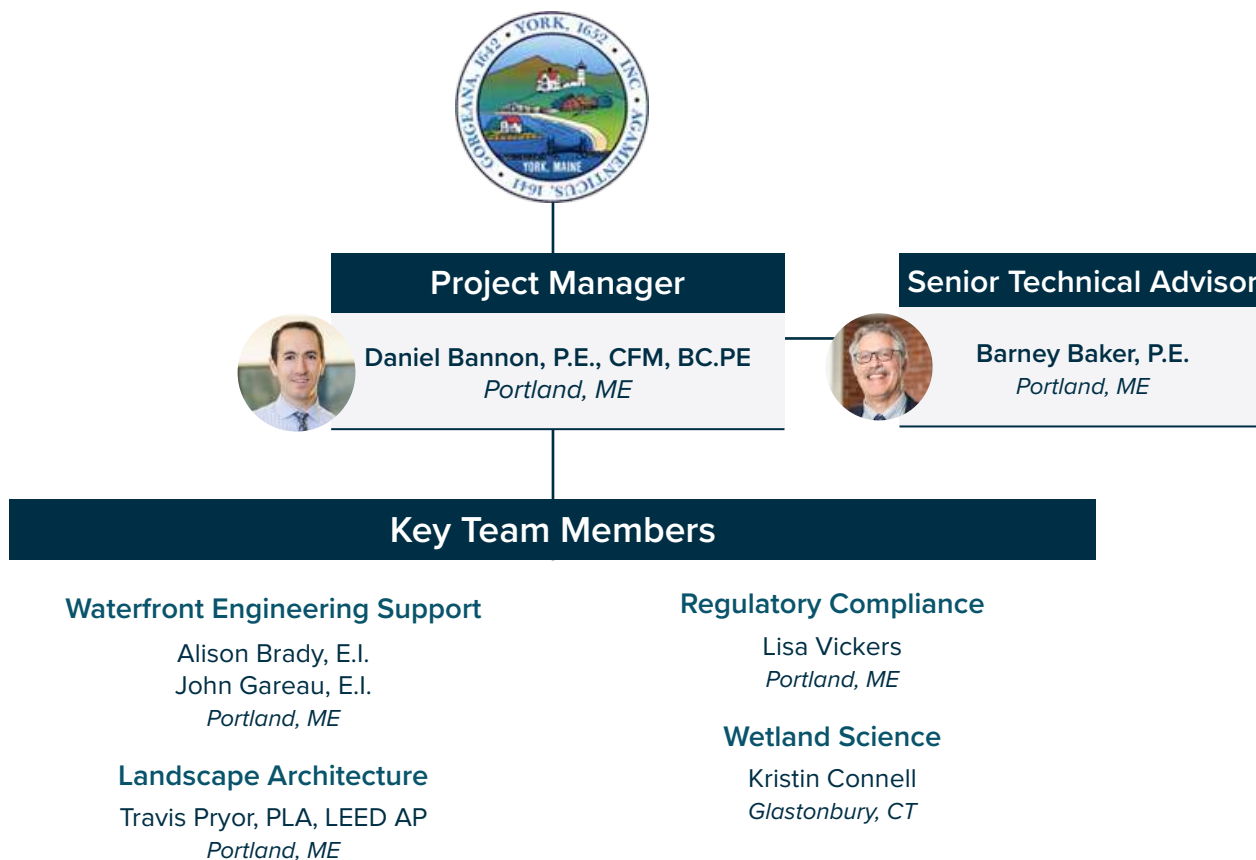 GORGEANA, 1642 • YORK, 1652 • INC • AGAMENTICUS, 1641 •
YORK, MAINE
Project Manager
Daniel Bannon, P.E., CFM, BC.PE
Portland, ME
Senior Technical Advisor
Barney Baker, P.E.
Portland, ME
Key Team Members
Waterfront Engineering Support
Alison Brady, E.I.
John Gareau, E.I.
Portland, ME
Landscape Architecture
Travis Pryor, PLA, LEED AP
Portland, ME
Regulatory Compliance
Lisa Vickers
Portland, ME
Wetland Science
Kristin Connell
Glastonbury, CT